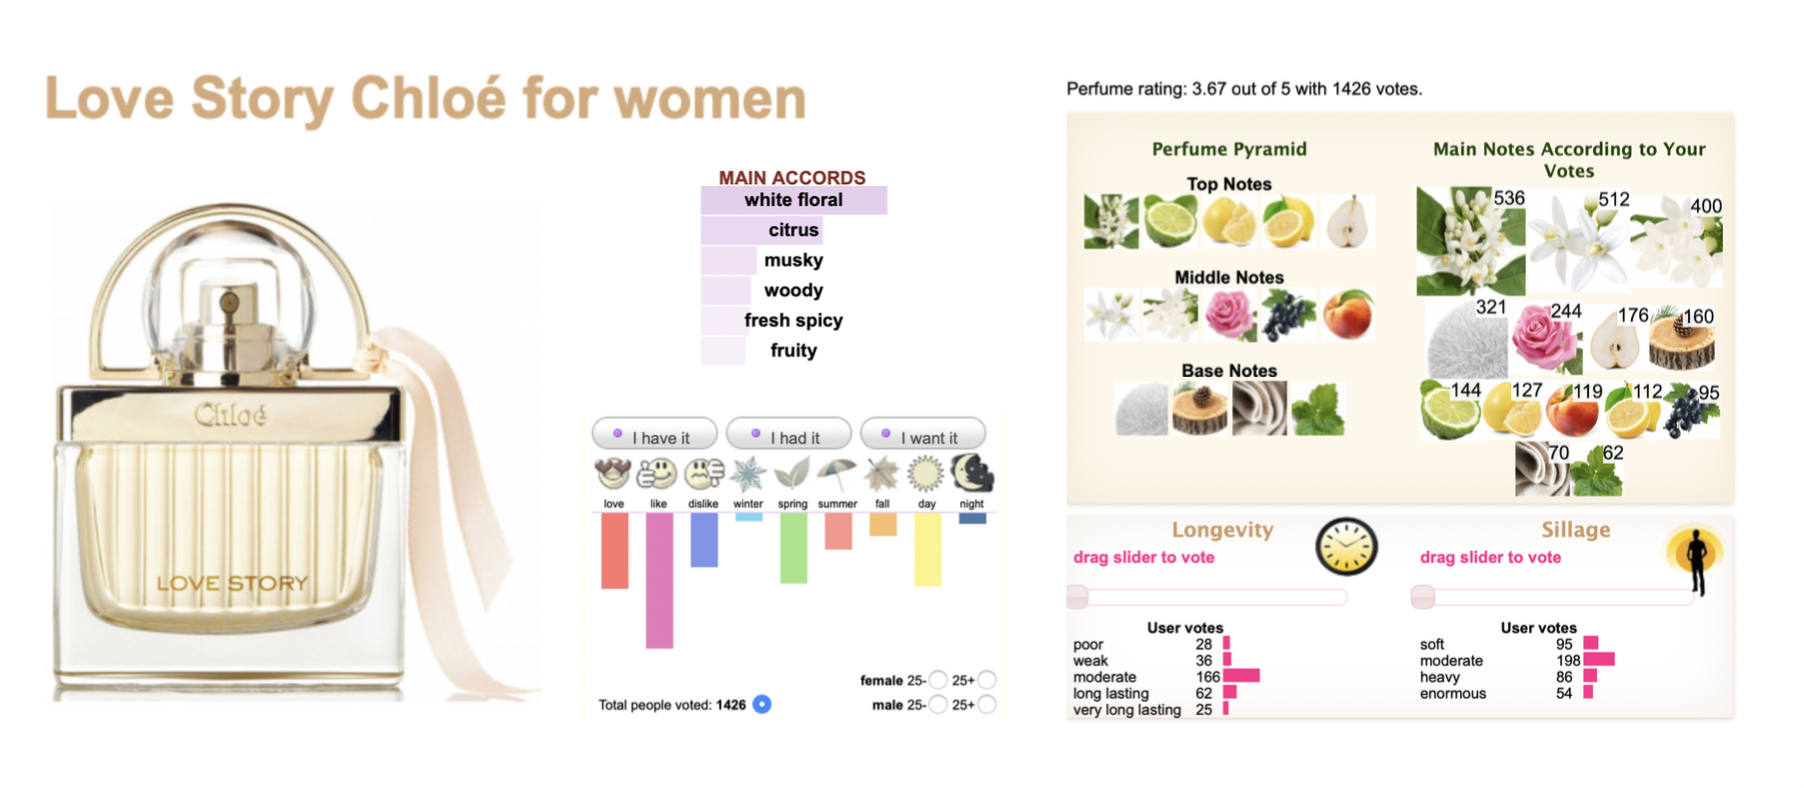 Love Story Chloé for women
Chloé
LOVE STORY
MAIN ACCORDS
white floral
citrus
musky
woody
fresh spicy
fruity
I have it
I had it
I want it
love like dislike winter spring summer fall day night
female 25- 25+
Total people voted: 1426
male 25- 25+
Perfume rating: 3.67 out of 5 with 1426 votes.
Perfume Pyramid
Top Notes
Middle Notes
Base Notes
Main Notes According to Your
Votes
536 512 400
321 244 176 160
144 127 119 112 95
70 62
Longevity
drag slider to vote
User votes
poor 28
weak 36
moderate 166
long lasting 62
very long lasting 25
Sillage
drag slider to vote
User votes
soft 95
moderate 198
heavy 86
enormous 54